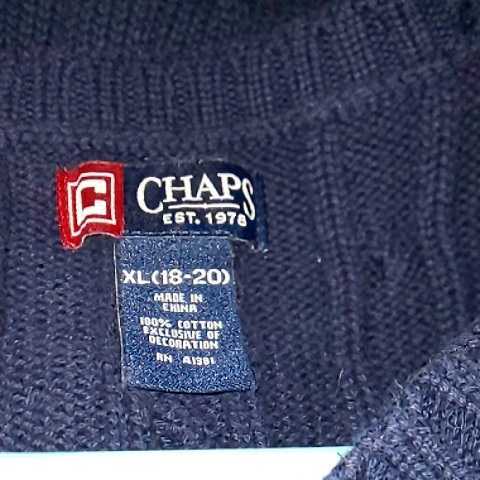 C CHAPS
EST. 1978
XL(18-20)
MADE IN
CHINA
100% COTTON
EXCLUSIVE OF
DECORATION
RN 41381